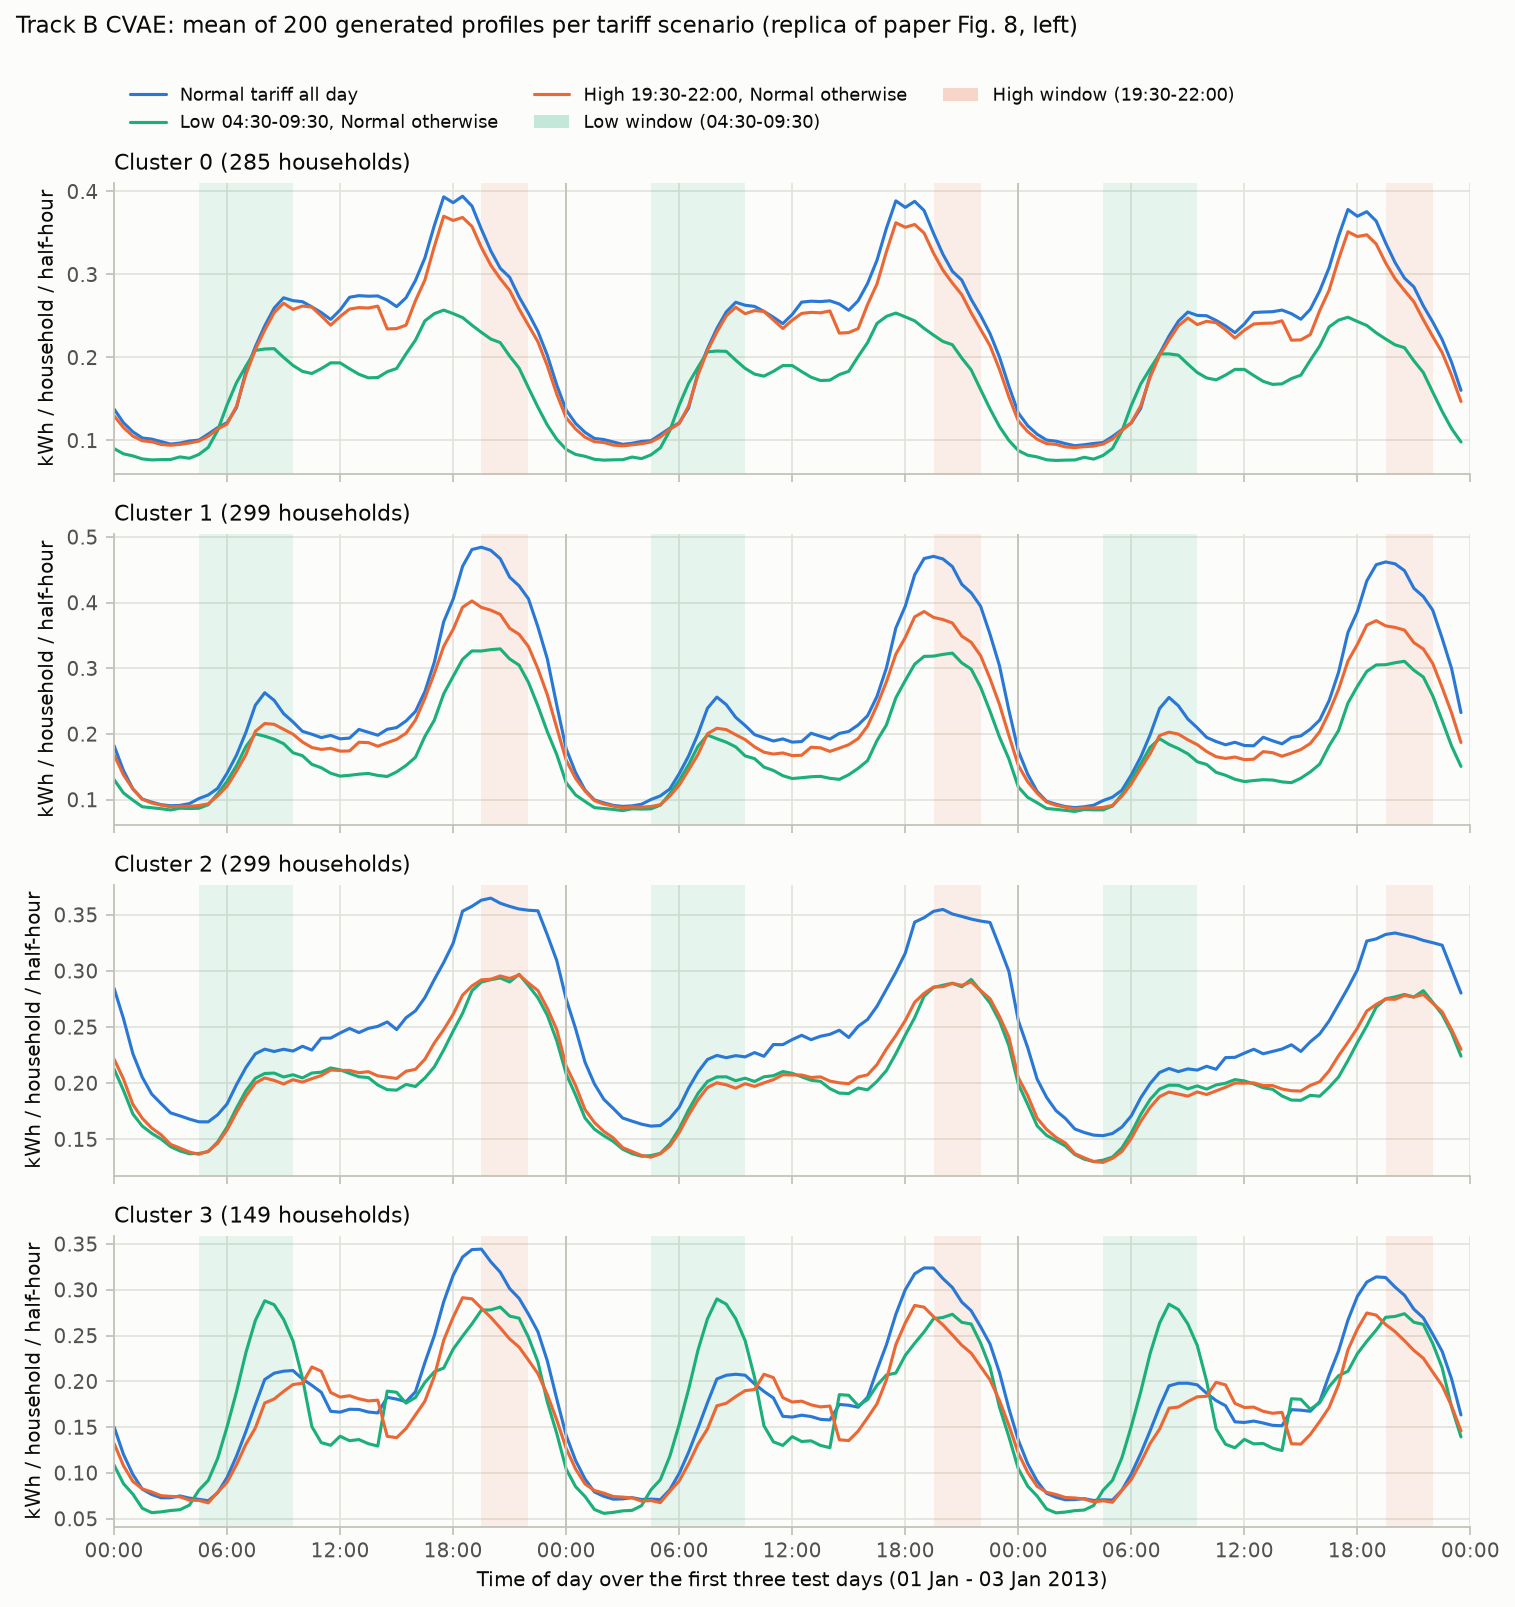 Track B CVAE: mean of 200 generated profiles per tariff scenario (replica of paper Fig. 8, left)
Normal tariff all day
High 19:30-22:00, Normal otherwise
High window (19:30-22:00)
Low 04:30-09:30, Normal otherwise
Low window (04:30-09:30)
Cluster 0 (285 households)
kWh / household / half-hour
0.4
0.3
0.2
0.1
Cluster 1 (299 households)
kWh / household / half-hour
0.5
0.4
0.3
0.2
0.1
Cluster 2 (299 households)
kWh / household / half-hour
0.35
0.30
0.25
0.20
0.15
Cluster 3 (149 households)
kWh / household / half-hour
0.35
0.30
0.25
0.20
0.15
0.10
0.05
00:00 06:00 12:00 18:00 00:00 06:00 12:00 18:00 00:00 06:00 12:00 18:00 00:00
Time of day over the first three test days (01 Jan - 03 Jan 2013)